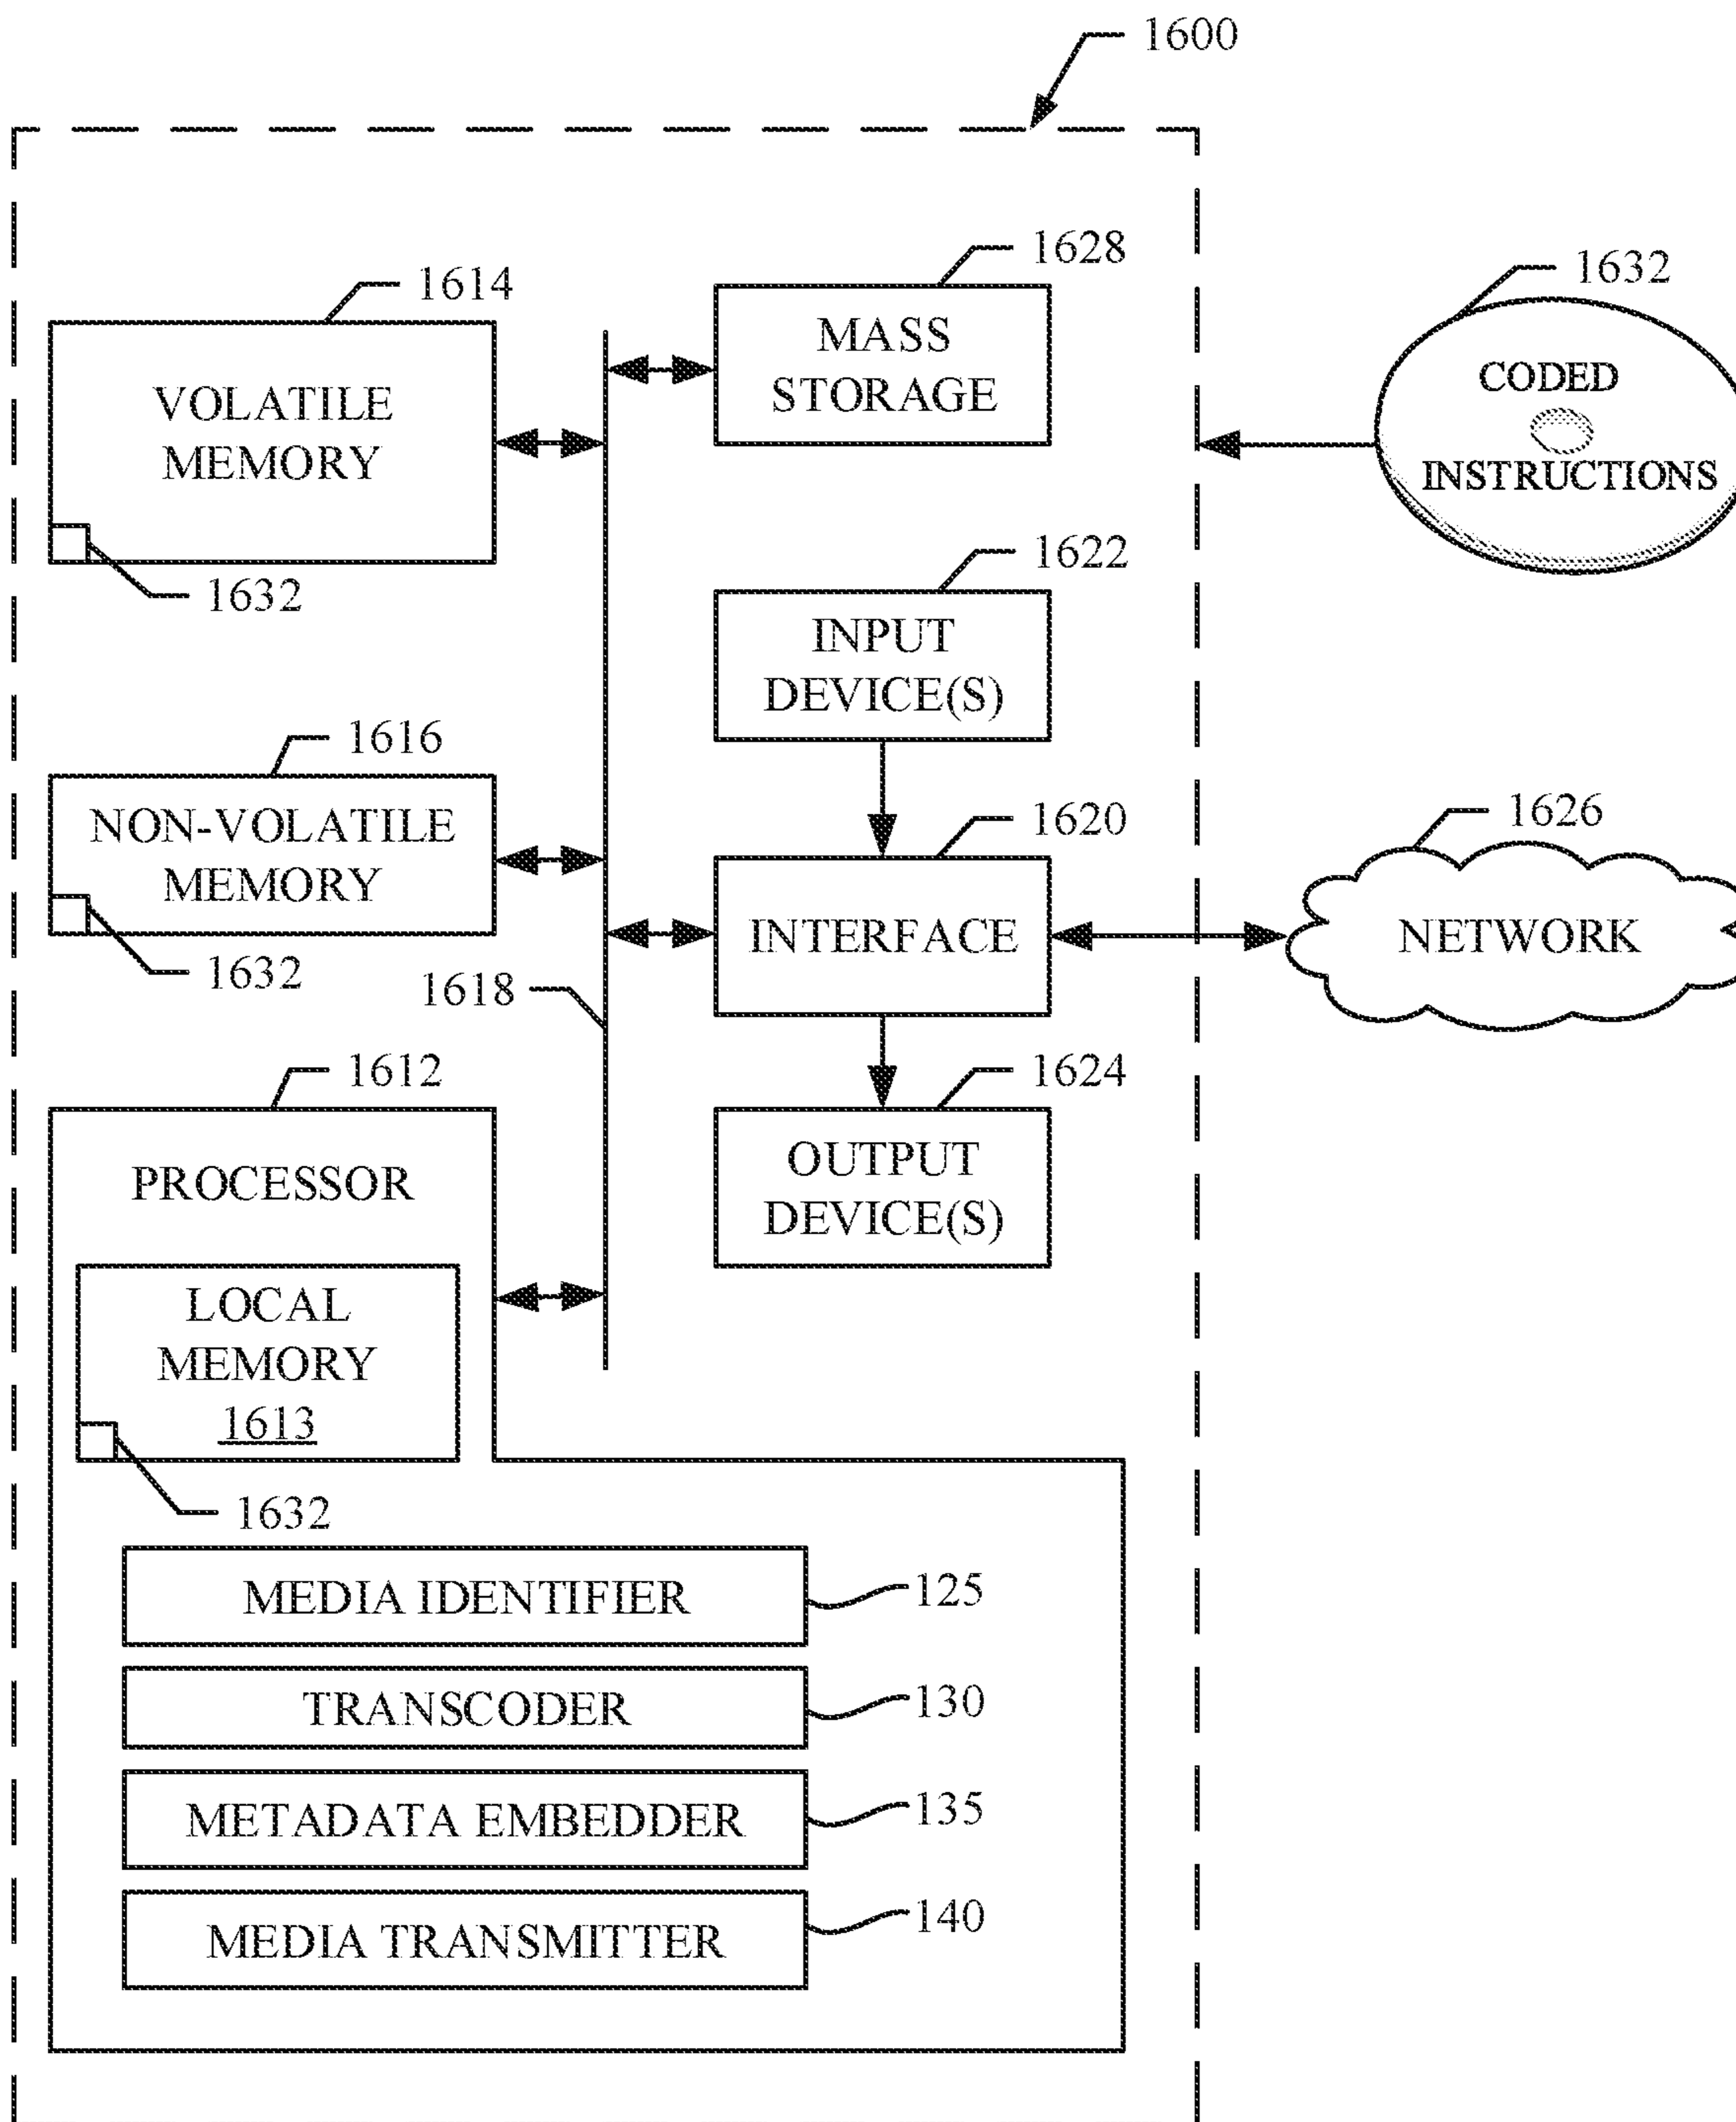 1600
1628
1614
1632
MASS
STORAGE
VOLATILE
MEMORY
CODED
INSTRUCTIONS
1632
1622
INPUT
DEVICE(S)
1616
NON-VOLATILE
MEMORY
1632
1620
INTERFACE
1626
NETWORK
1618
1612
PROCESSOR
1624
OUTPUT
DEVICE(S)
LOCAL
MEMORY
1613
1632
MEDIA IDENTIFIER
125
TRANSCODER
130
METADATA EMBEDDER
135
MEDIA TRANSMITTER
140